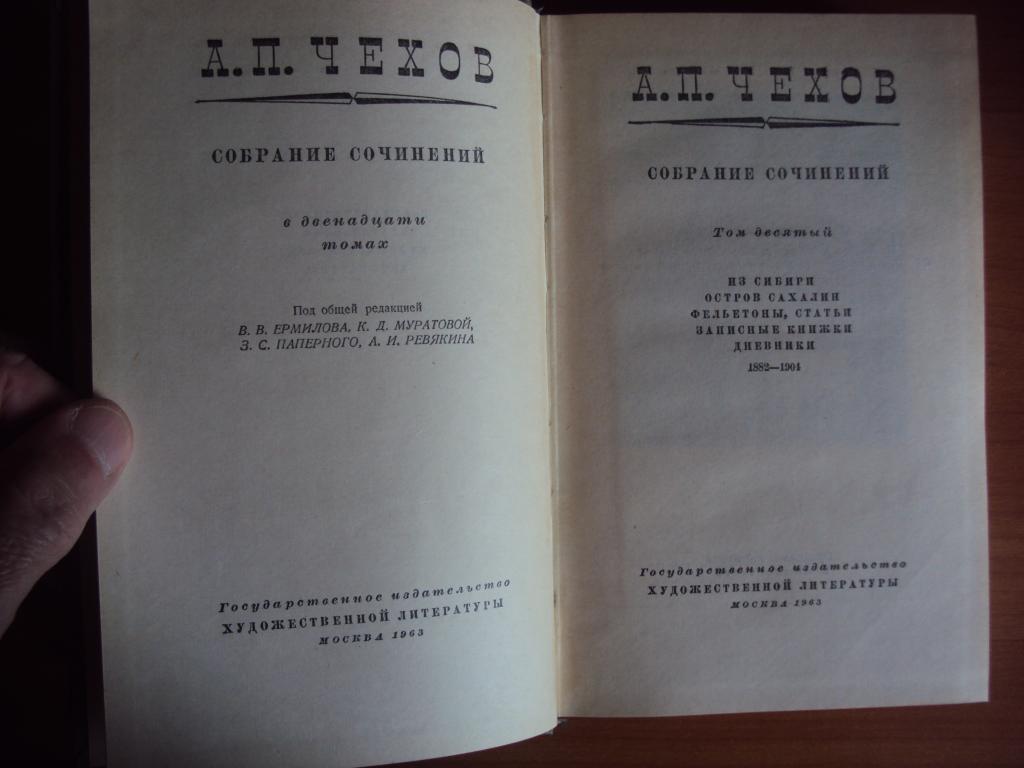 А.П. ЧЕХОВ
СОБРАНИЕ СОЧИНЕНИЙ
в двенадцати
томах
Под общей редакцией
В. В. ЕРМИЛОВА, К. Д. МУРАТОВОЙ,
З. С. ПАПЕРНОГО, А. И. РЕВЯКИНА
Государственное издательство
ХУДОЖЕСТВЕННОЙ ЛИТЕРАТУРЫ
МОСКВА 1963
А.П. ЧЕХОВ
СОБРАНИЕ СОЧИНЕНИЙ
Том десятый
ИЗ СИБИРИ
ОСТРОВ САХАЛИН
ФЕЛЬЕТОНЫ, СТАТЬИ
ЗАПИСНЫЕ КНИЖКИ
ДНЕВНИКИ
1882—1904
Государственное издательство
ХУДОЖЕСТВЕННОЙ ЛИТЕРАТУРЫ
МОСКВА 1963